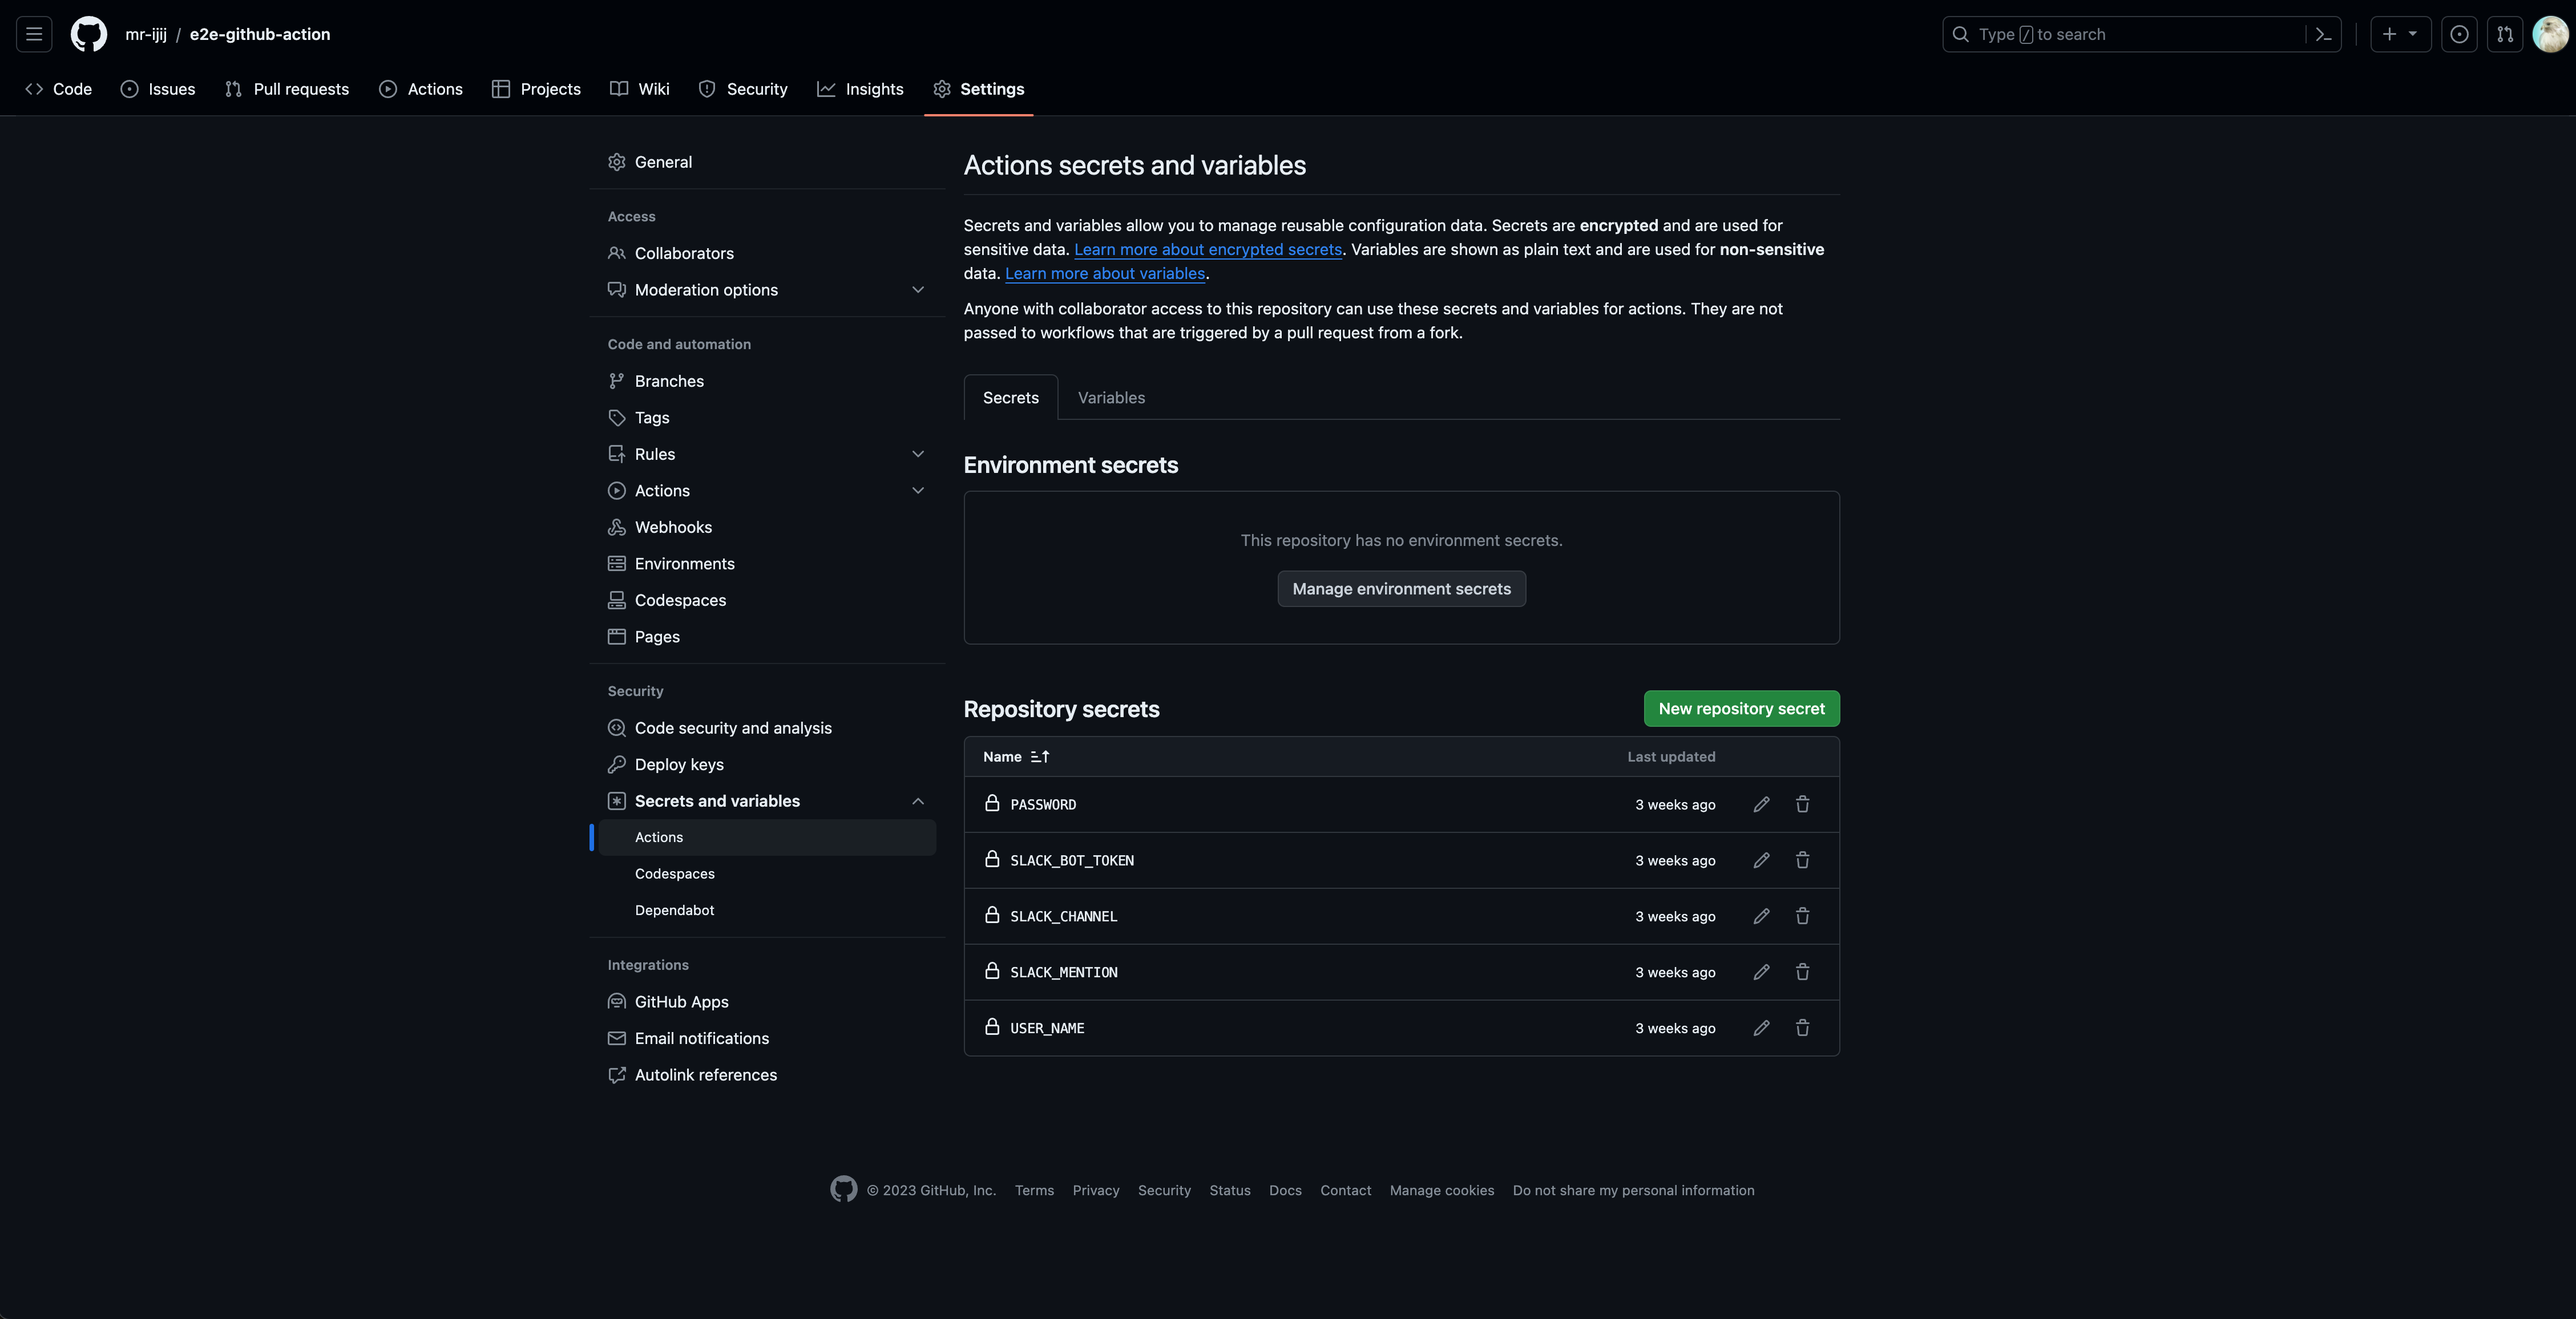 mr-ijij / e2e-github-action
Type / to search
Code Issues Pull requests Actions Projects Wiki Security Insights Settings
General
Access
Collaborators
Moderation options
Code and automation
Branches
Tags
Rules
Actions
Webhooks
Environments
Codespaces
Pages
Security
Code security and analysis
Deploy keys
Secrets and variables
Actions
Codespaces
Dependabot
Integrations
GitHub Apps
Email notifications
Autolink references
Actions secrets and variables
Secrets and variables allow you to manage reusable configuration data. Secrets are encrypted and are used for
sensitive data. Learn more about encrypted secrets. Variables are shown as plain text and are used for non-sensitive
data. Learn more about variables.
Anyone with collaborator access to this repository can use these secrets and variables for actions. They are not
passed to workflows that are triggered by a pull request from a fork.
Secrets Variables
Environment secrets
This repository has no environment secrets.
Manage environment secrets
Repository secrets New repository secret
Name Last updated
PASSWORD 3 weeks ago
SLACK_BOT_TOKEN 3 weeks ago
SLACK_CHANNEL 3 weeks ago
SLACK_MENTION 3 weeks ago
USER_NAME 3 weeks ago
© 2023 GitHub, Inc. Terms Privacy Security Status Docs Contact Manage cookies Do not share my personal information